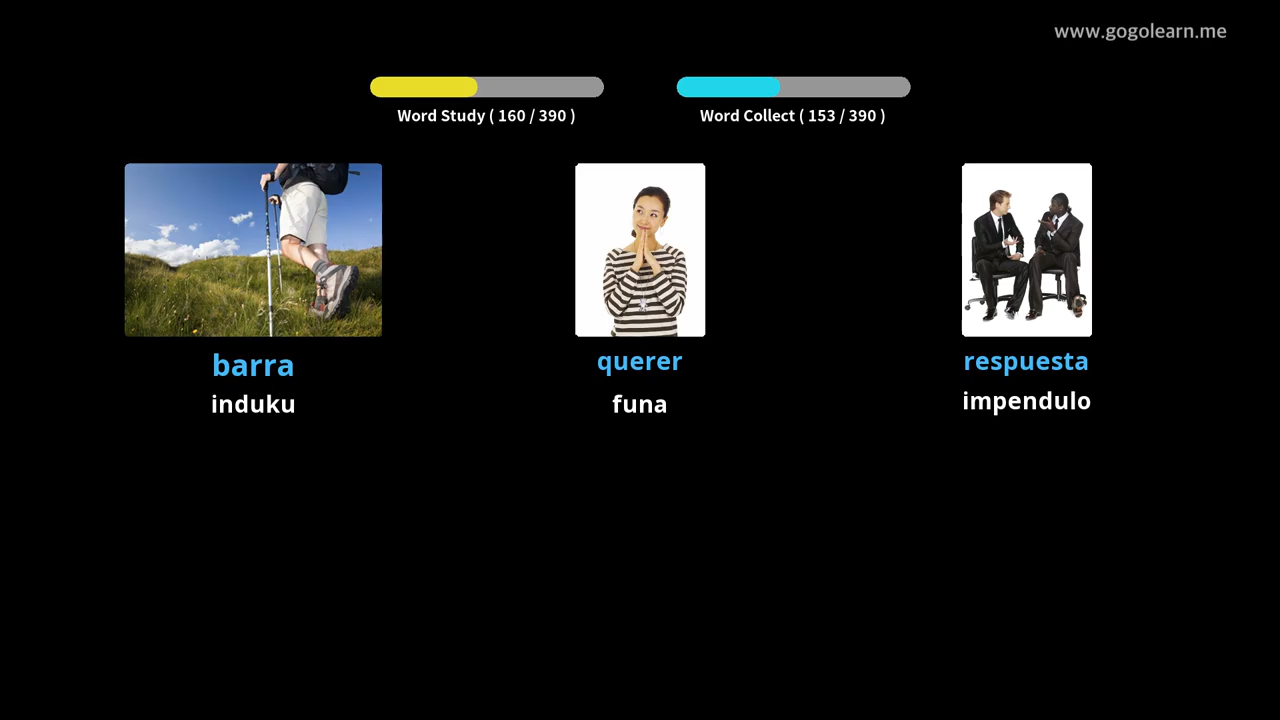 www.gogolearn.me
Word Study ( 160 / 390 )
Word Collect ( 153 / 390 )
barra
induku
querer
funa
respuesta
impendulo